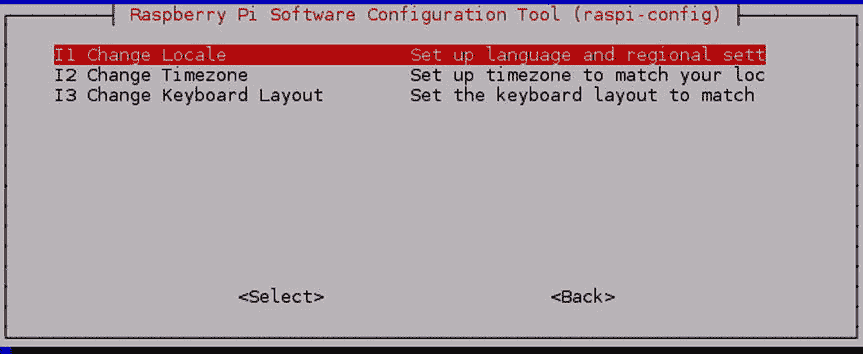 Raspberry Pi Software Configuration Tool (raspi-config)
I1 Change Locale Set up language and regional sett
I2 Change Timezone Set up timezone to match your loc
I3 Change Keyboard Layout Set the keyboard layout to match
<Select> <Back>